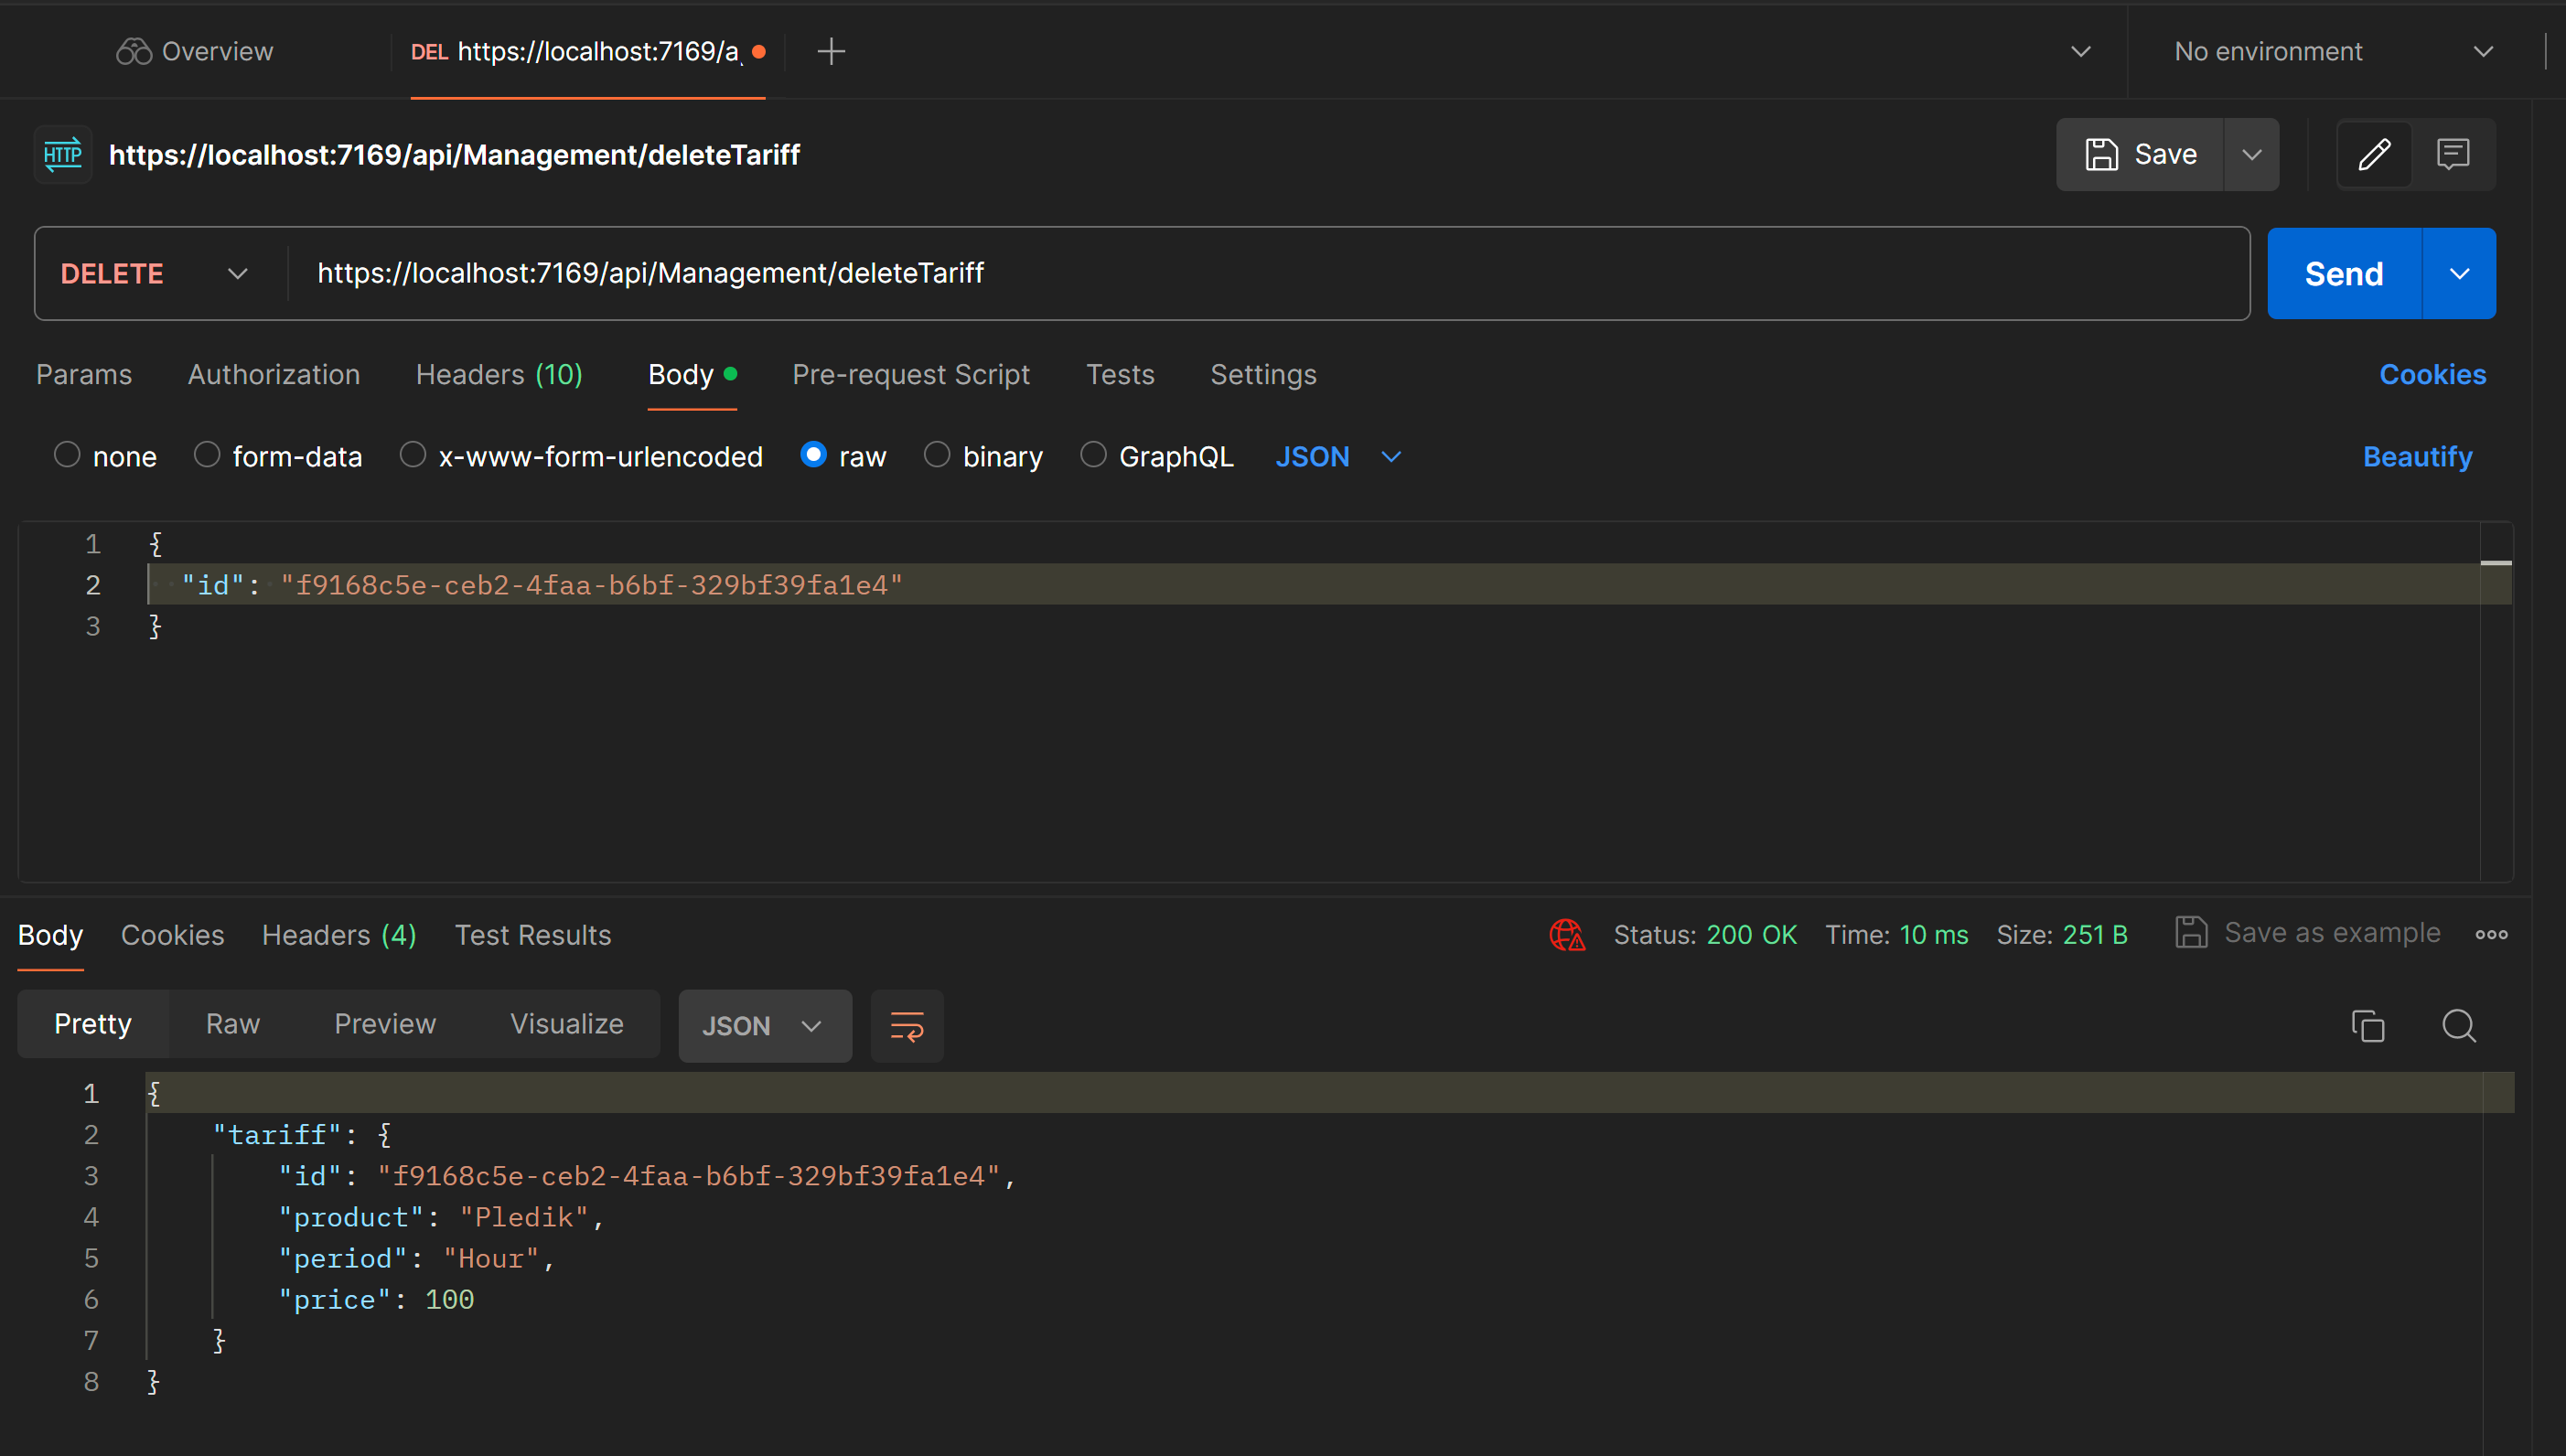 Overview
DEL https://localhost:7169/a
No environment
HTTP https://localhost:7169/api/Management/deleteTariff
Save
DELETE https://localhost:7169/api/Management/deleteTariff
Send
Params Authorization Headers (10) Body Pre-request Script Tests Settings Cookies
none form-data x-www-form-urlencoded raw binary GraphQL JSON Beautify
1 {
2 "id": "f9168c5e-ceb2-4faa-b6bf-329bf39fa1e4"
3 }
Body Cookies Headers (4) Test Results Status: 200 OK Time: 10 ms Size: 251 B Save as example
Pretty Raw Preview Visualize JSON
1 {
2 "tariff": {
3 "id": "f9168c5e-ceb2-4faa-b6bf-329bf39fa1e4",
4 "product": "Pledik",
5 "period": "Hour",
6 "price": 100
7 }
8 }